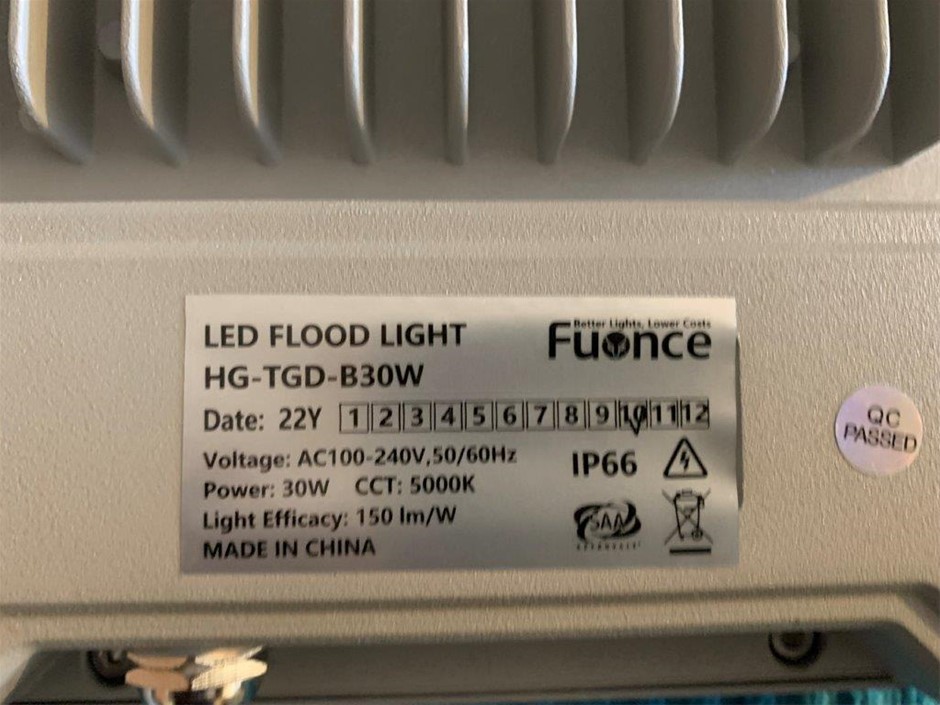 LED FLOOD LIGHT
Better Lights, Lower Costs
Fuonce
HG-TGD-B30W
Date: 22Y 1 2 3 4 5 6 7 8 9 10 11 12
Voltage: AC100-240V,50/60Hz
IP66
Power: 30W CCT: 5000K
Light Efficacy: 150 lm/W
SAA
MADE IN CHINA
QC
PASSED